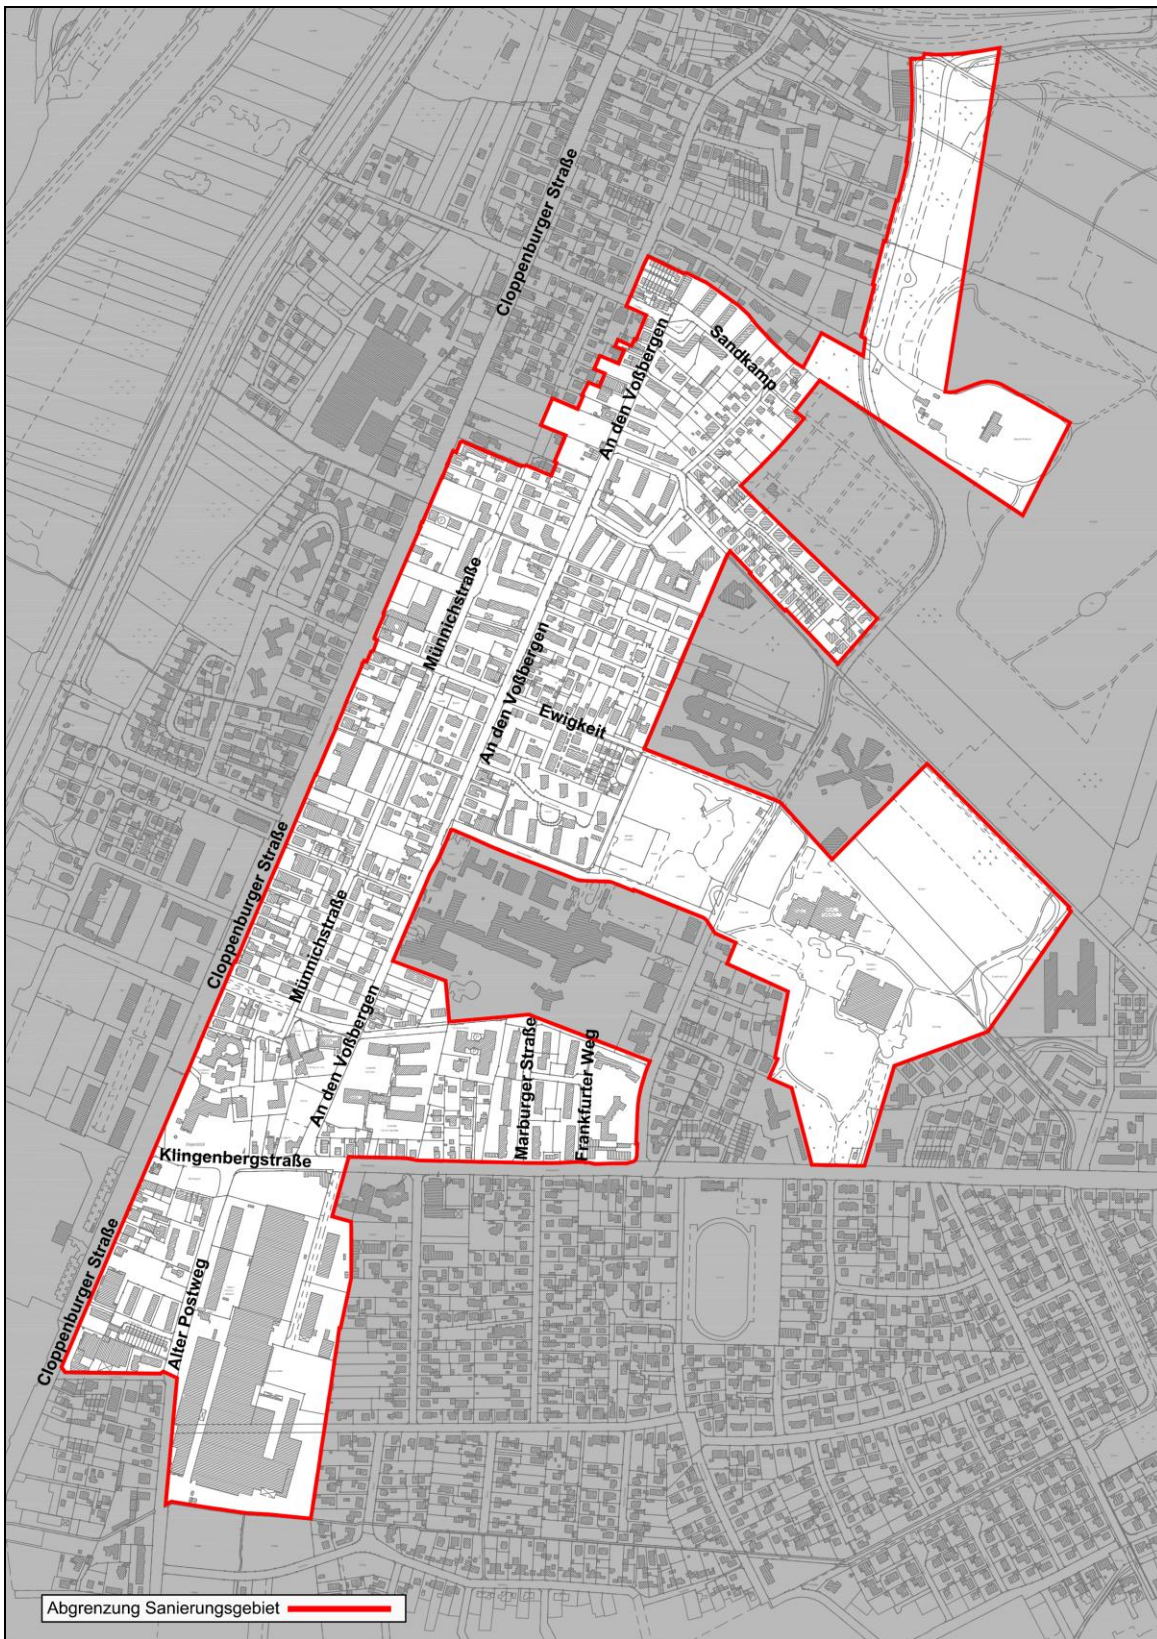 Cloppenburger Straße
Sandkamp
An den Voßbergen
Münnichstraße
An den Voßbergen
Ewigkeit
Cloppenburger Straße
Münnichstraße
An den Voßbergen
Marburger Straße
Frankfurter Weg
Klingenbergstraße
Cloppenburger Straße
Alter Postweg
Abgrenzung Sanierungsgebiet